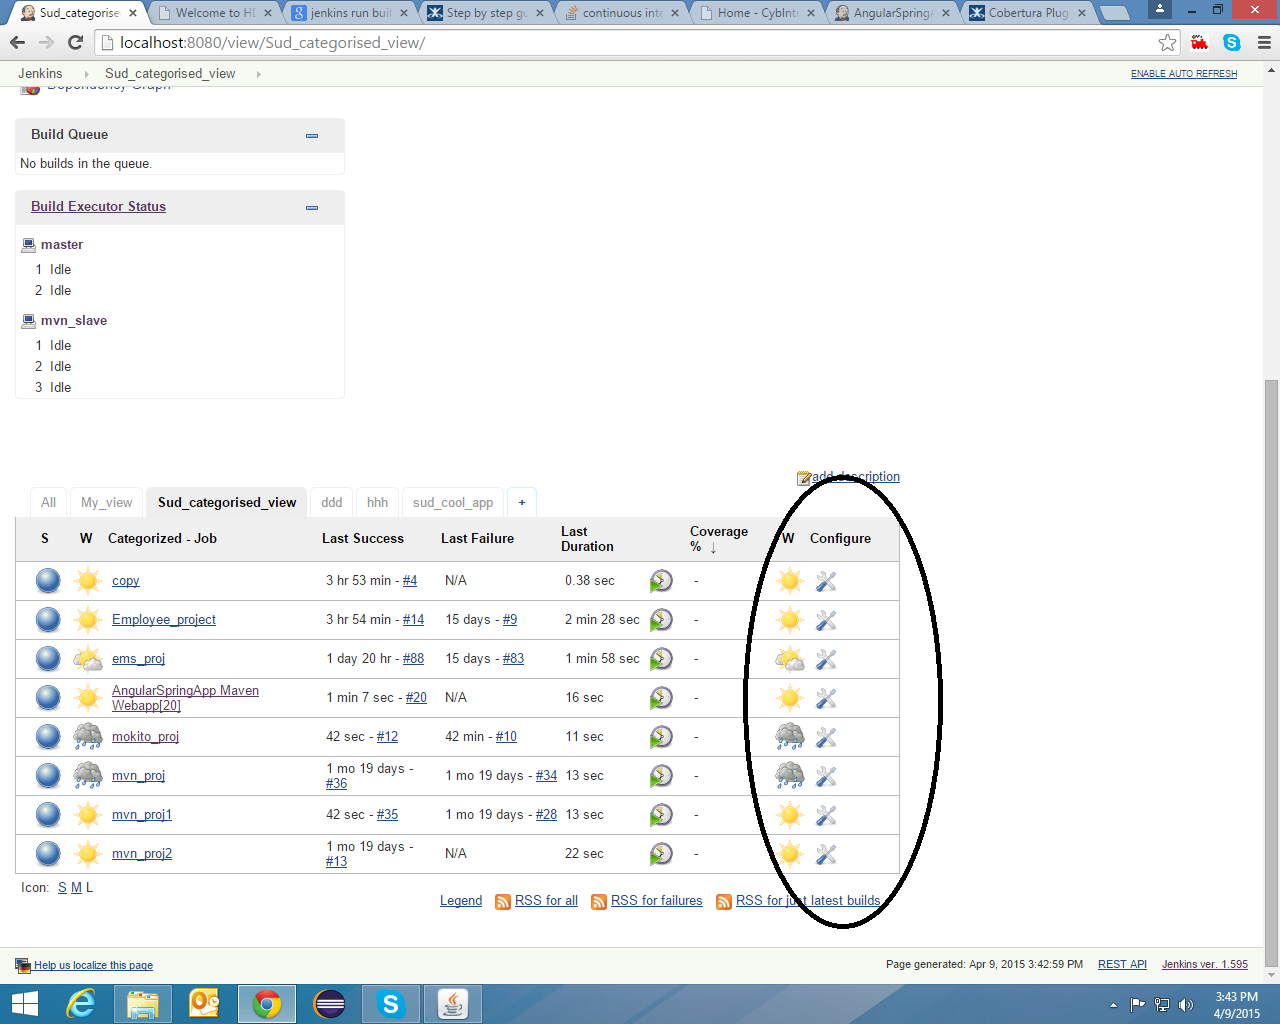 Sud_categorise
Welcome to HD
jenkins run buil
Step by step gu
continuous inte
Home - CybInt
AngularSpringA
Cobertura Plug
localhost:8080/view/Sud_categorised_view/
Jenkins Sud_categorised_view
ENABLE AUTO REFRESH
Dependency Graph
Build Queue
No builds in the queue.
Build Executor Status
master
1 Idle
2 Idle
mvn_slave
1 Idle
2 Idle
3 Idle
add description
All My_view Sud_categorised_view ddd hhh sud_cool_app +
S W Categorized - Job Last Success Last Failure Last Duration Coverage % ↓ W Configure
copy 3 hr 53 min - #4 N/A 0.38 sec -
Employee_project 3 hr 54 min - #14 15 days - #9 2 min 28 sec -
ems_proj 1 day 20 hr - #88 15 days - #83 1 min 58 sec -
AngularSpringApp Maven Webapp[20] 1 min 7 sec - #20 N/A 16 sec -
mokito_proj 42 sec - #12 42 min - #10 11 sec -
mvn_proj 1 mo 19 days - #36 1 mo 19 days - #34 13 sec -
mvn_proj1 42 sec - #35 1 mo 19 days - #28 13 sec -
mvn_proj2 1 mo 19 days - #13 N/A 22 sec -
Icon: S M L
Legend RSS for all RSS for failures RSS for just latest builds
Help us localize this page
Page generated: Apr 9, 2015 3:42:59 PM REST API Jenkins ver. 1.595
3:43 PM
4/9/2015